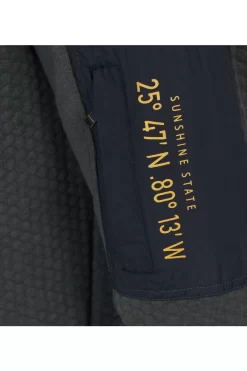 SUNSHINE STATE
25° 47' N .80° 13' W